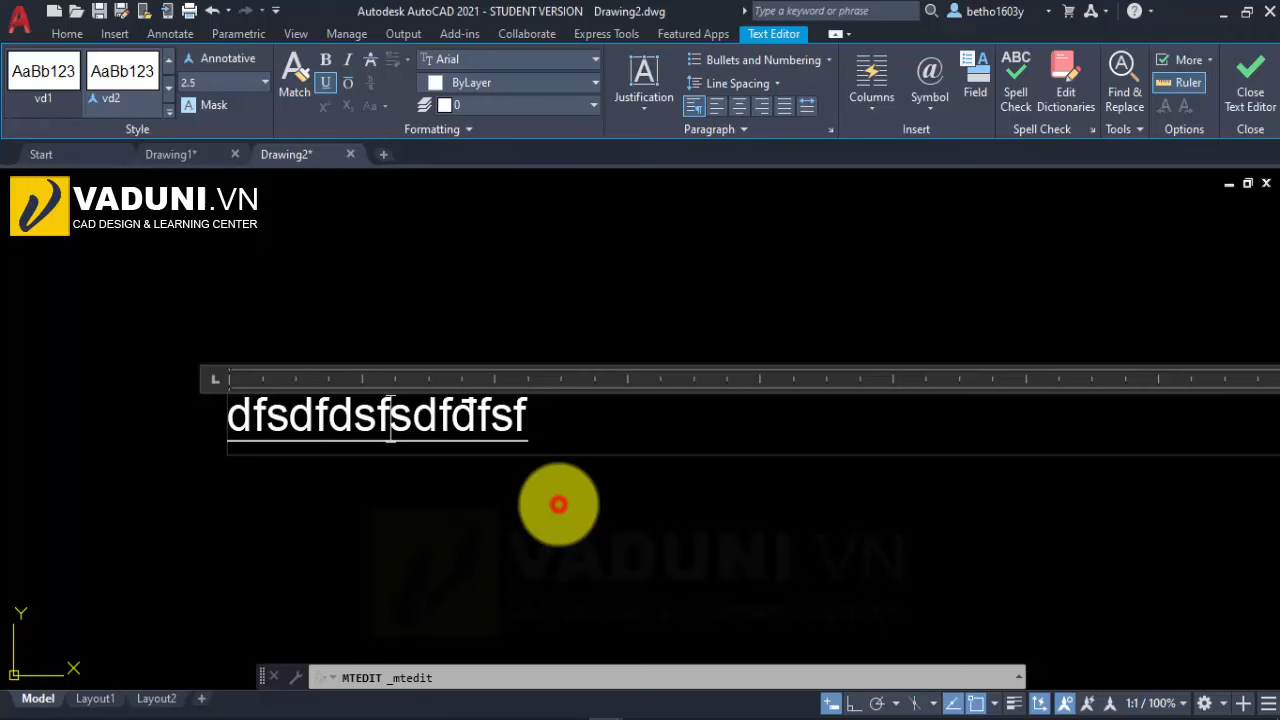 Autodesk AutoCAD 2021 - STUDENT VERSION Drawing2.dwg
Type a keyword or phrase
betho1603y
Home Insert Annotate Parametric View Manage Output Add-ins Collaborate Express Tools Featured Apps Text Editor
AaBb123
vd1
AaBb123
vd2
Annotative
2.5
Mask
Style
Match
B I A
U O
Aa
Arial
ByLayer
0
Formatting
Justification
Bullets and Numbering
Line Spacing
Paragraph
Columns
Symbol
Field
Insert
ABC
Spell Check
Edit Dictionaries
Spell Check
Find & Replace
Tools
More
Ruler
Options
Close Text Editor
Close
Start Drawing1* Drawing2*
VADUNI.VN
CAD DESIGN & LEARNING CENTER
dfsdfdsfsdfđfsf
VADUNI.VN
Y
X
MTEDIT _mtedit
Model Layout1 Layout2
1:1 / 100%